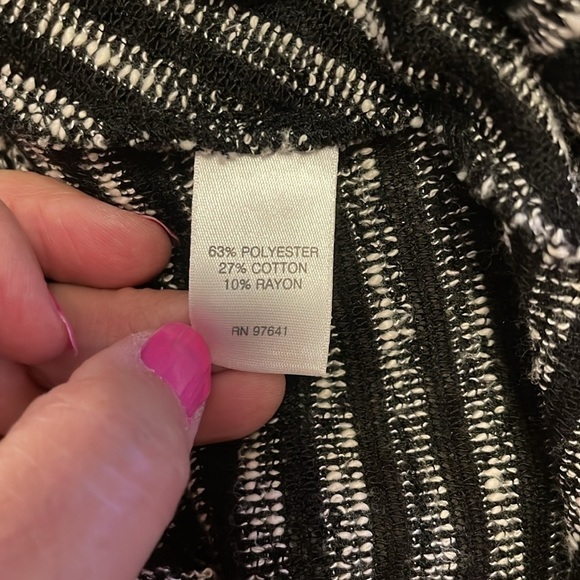 63% POLYESTER
27% COTTON
10% RAYON
RN 97641